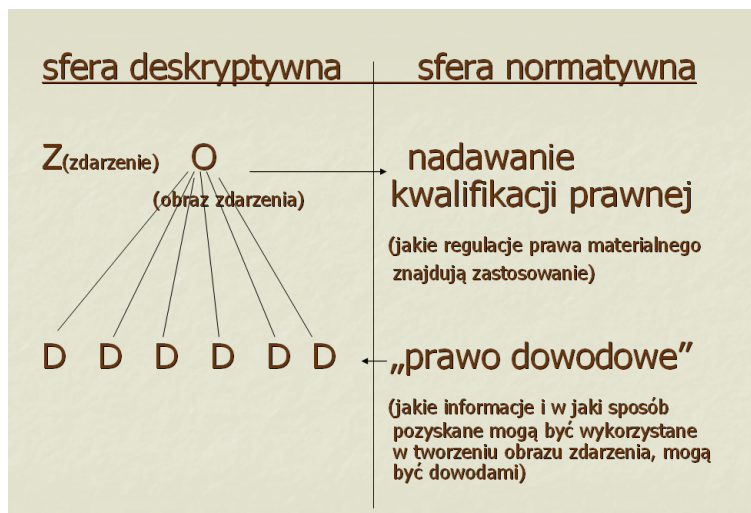 sfera deskryptywna
sfera normatywna
Z(zdarzenie) O
(obraz zdarzenia)
nadawanie
kwalifikacji prawnej
(jakie regulacje prawa materialnego
znajdują zastosowanie)
D D D D D D
„prawo dowodowe”
(jakie informacje i w jaki sposób
pozyskane mogą być wykorzystane
w tworzeniu obrazu zdarzenia, mogą
być dowodami)